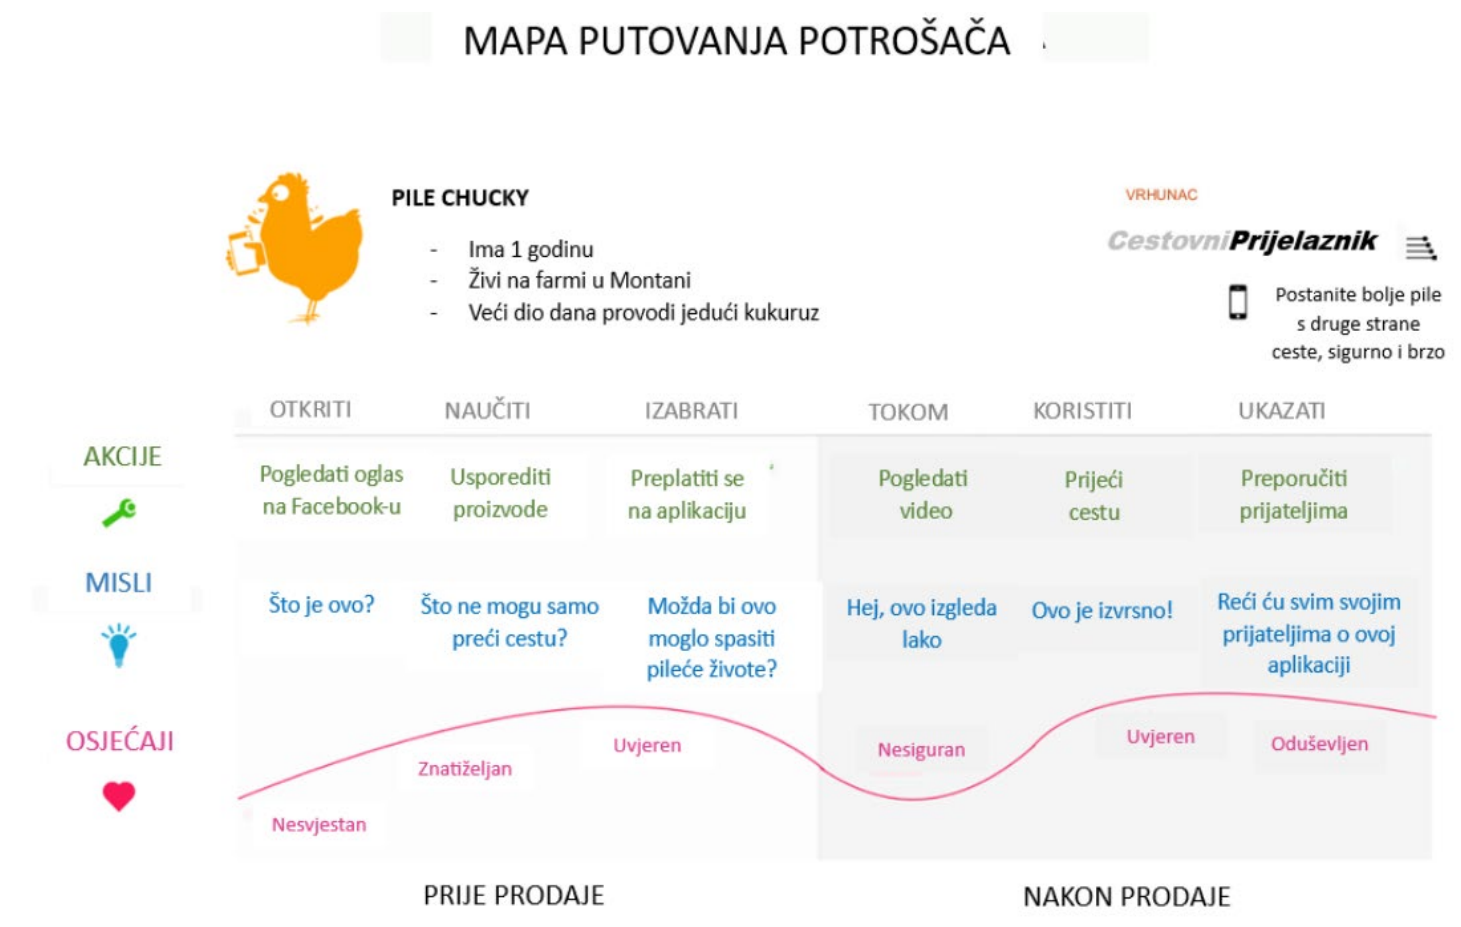 MAPA PUTOVANJA POTROŠAČA
PILE CHUCKY
- Ima 1 godinu
- Živi na farmi u Montani
- Veći dio dana provodi jedući kukuruz
VRHUNAC
CestovniPrijelaznik
Postanite bolje pile
s druge strane
ceste, sigurno i brzo
OTKRITI NAUČITI IZABRATI TOKOM KORISTITI UKAZATI
AKCIJE
Pogledati oglas
na Facebook-u
Usporediti
proizvode
Preplatiti se
na aplikaciju
Pogledati
video
Prijeći
cestu
Preporučiti
prijateljima
MISLI
Što je ovo?
Što ne mogu samo
preći cestu?
Možda bi ovo
moglo spasiti
pileće živote?
Hej, ovo izgleda
lako
Ovo je izvrsno!
Reći ću svim svojim
prijateljima o ovoj
aplikaciji
OSJEĆAJI
Nesvjestan
Znatiželjan
Uvjeren
Nesiguran
Uvjeren
Oduševljen
PRIJE PRODAJE
NAKON PRODAJE